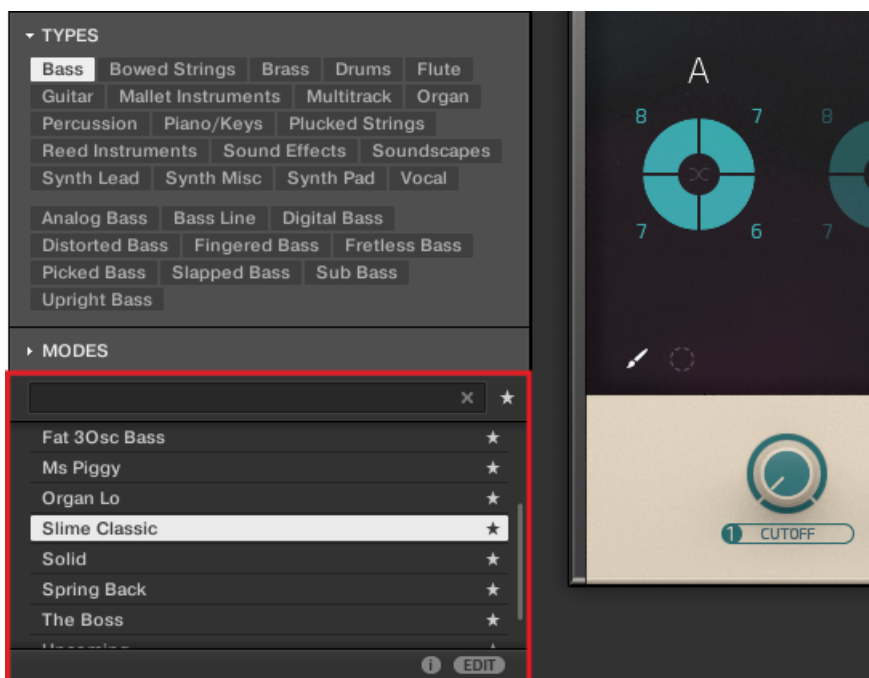 TYPES
Bass Bowed Strings Brass Drums Flute
Guitar Mallet Instruments Multitrack Organ
Percussion Piano/Keys Plucked Strings
Reed Instruments Sound Effects Soundscapes
Synth Lead Synth Misc Synth Pad Vocal
Analog Bass Bass Line Digital Bass
Distorted Bass Fingered Bass Fretless Bass
Picked Bass Slapped Bass Sub Bass
Upright Bass
MODES
Fat 3Osc Bass
Ms Piggy
Organ Lo
Slime Classic
Solid
Spring Back
The Boss
i EDIT
A
8 7 8
7 6 7
1 CUTOFF